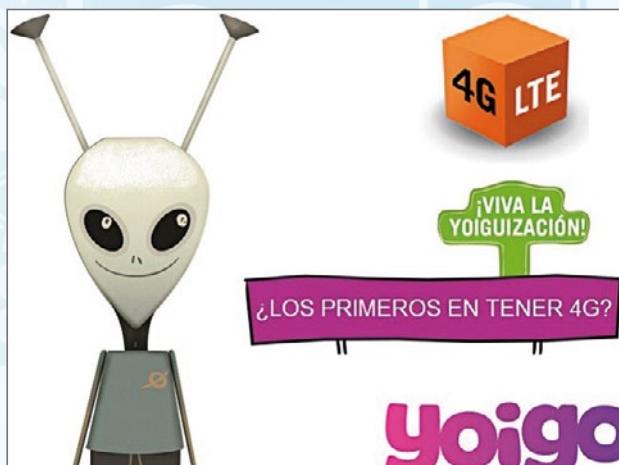 4G LTE
¡VIVA LA
YOIGUIZACIÓN!
¿LOS PRIMEROS EN TENER 4G?
yoigo